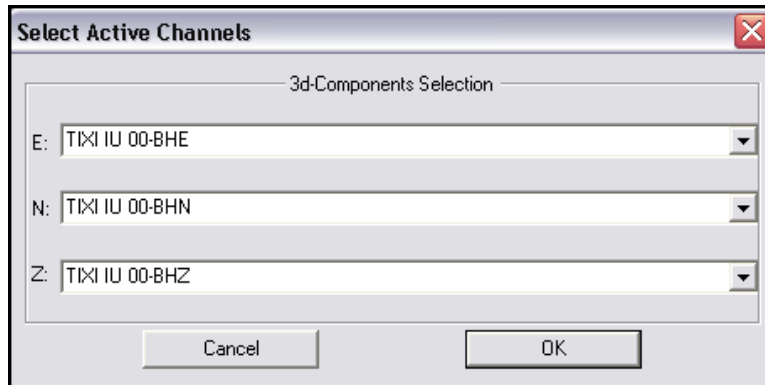 Select Active Channels
3d-Components Selection
E: TIXI IU 00-BHE
N: TIXI IU 00-BHN
Z: TIXI IU 00-BHZ
Cancel OK